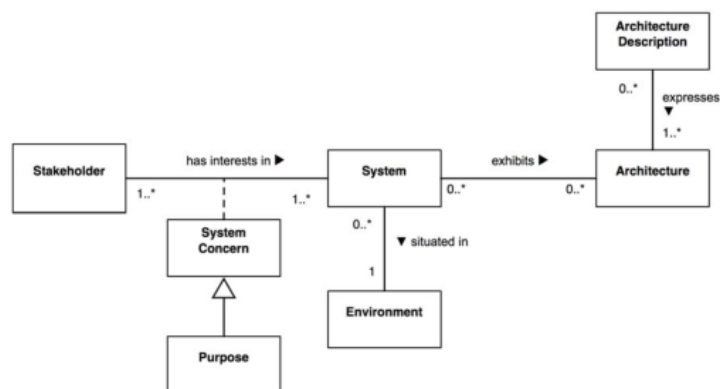 Architecture
Description
0..*
expresses ▼
1..*
Stakeholder
1..*
has interests in ▶
1..*
System
0..*
exhibits ▶
0..*
Architecture
System
Concern
0..*
▼ situated in
1
Purpose
Environment